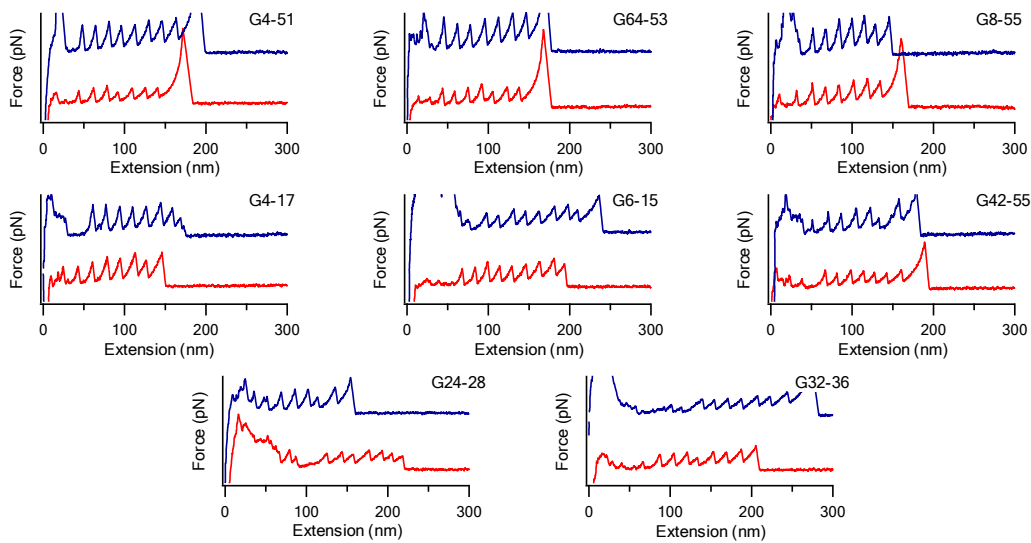 G4-51
Force (pN)
0 100 200 300
Extension (nm)
G64-53
Force (pN)
0 100 200 300
Extension (nm)
G8-55
Force (pN)
0 100 200 300
Extension (nm)
G4-17
Force (pN)
0 100 200 300
Extension (nm)
G6-15
Force (pN)
0 100 200 300
Extension (nm)
G42-55
Force (pN)
0 100 200 300
Extension (nm)
G24-28
Force (pN)
0 100 200 300
Extension (nm)
G32-36
Force (pN)
0 100 200 300
Extension (nm)